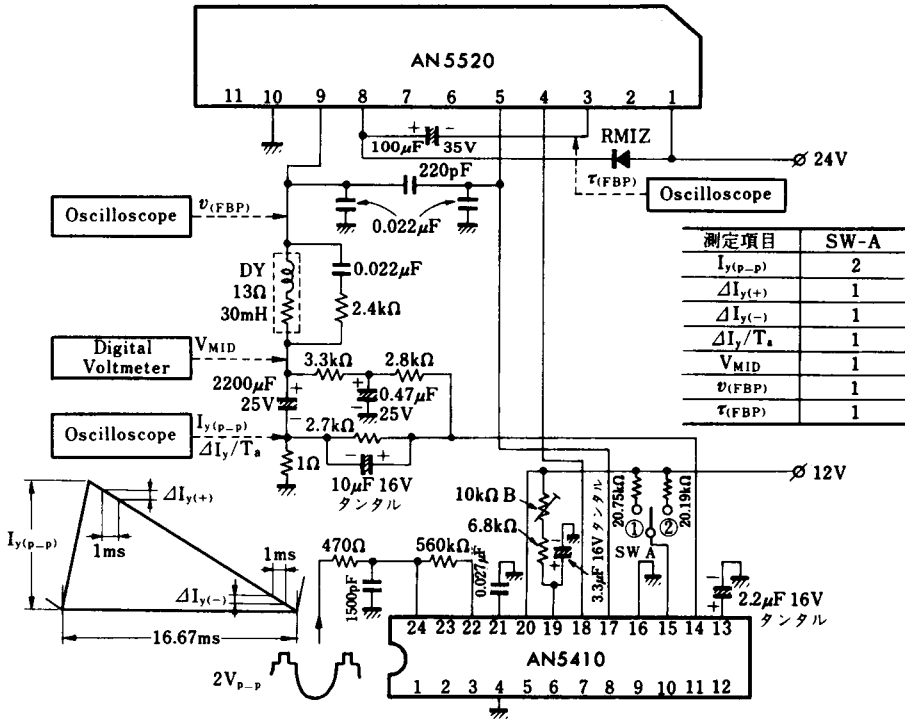 AN5520
11 10 9 8 7 6 5 4 3 2 1
+ −
100μF 35V
RMIZ
24V
220pF
τ(FBP)
Oscilloscope
Oscilloscope
υ(FBP)
0.022μF
DY
13Ω
30mH
0.022μF
2.4kΩ
測定項目 SW-A
Iy(p-p) 2
ΔIy(+) 1
ΔIy(-) 1
ΔIy/Ta 1
VMID 1
υ(FBP) 1
τ(FBP) 1
Digital
Voltmeter
VMID
3.3kΩ
2.8kΩ
2200μF
25V
+
−
+
0.47μF
25V
Oscilloscope
Iy(p-p)
ΔIy/Ta
2.7kΩ
1Ω
− +
10μF 16V
タンタル
12V
Iy(p-p)
ΔIy(+)
1ms
1ms
ΔIy(-)
16.67ms
2Vp-p
470Ω
1500pF
560kΩ*
0.027μF
10kΩ B
6.8kΩ
−
+
3.3μF 16V タンタル
20.75kΩ
① ②
20.19kΩ
SW A
−
+
2.2μF 16V
タンタル
24 23 22 21 20 19 18 17 16 15 14 13
AN5410
1 2 3 4 5 6 7 8 9 10 11 12